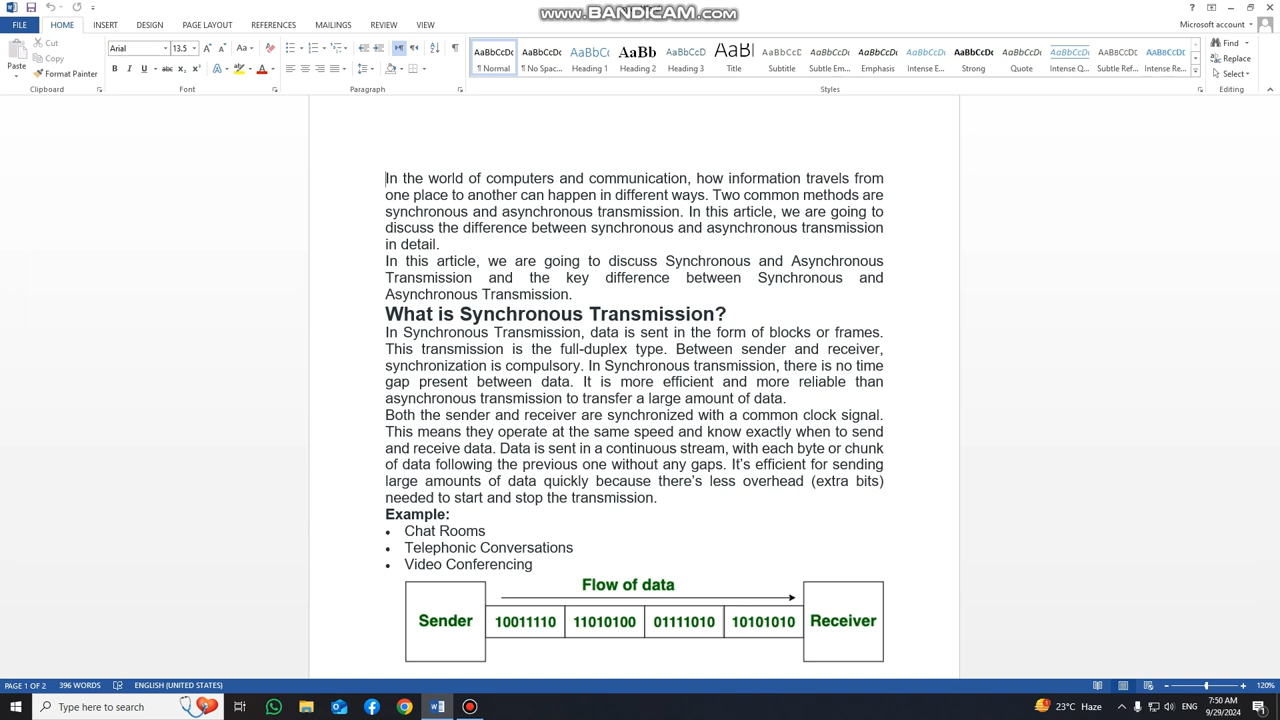 www.BANDICAM.com
FILE HOME INSERT DESIGN PAGE LAYOUT REFERENCES MAILINGS REVIEW VIEW
Microsoft account
Paste
Cut
Copy
Format Painter
Clipboard
Arial 13.5
Font
Paragraph
AaBbCcDc AaBbCcDc AaBbCc AaBb AaBbCcD AaBl AaBbCcD AaBbCcDc AaBbCcDc AaBbCcDc AaBbCcDc AaBbCcDc AaBbCcDc AaBbCcDc AaBbCcDc
¶ Normal ¶ No Spac... Heading 1 Heading 2 Heading 3 Title Subtitle Subtle Em... Emphasis Intense E... Strong Quote Intense Q... Subtle Ref... Intense Re...
Styles
Find
Replace
Select
Editing
In the world of computers and communication, how information travels from
one place to another can happen in different ways. Two common methods are
synchronous and asynchronous transmission. In this article, we are going to
discuss the difference between synchronous and asynchronous transmission
in detail.
In this article, we are going to discuss Synchronous and Asynchronous
Transmission and the key difference between Synchronous and
Asynchronous Transmission.
What is Synchronous Transmission?
In Synchronous Transmission, data is sent in the form of blocks or frames.
This transmission is the full-duplex type. Between sender and receiver,
synchronization is compulsory. In Synchronous transmission, there is no time
gap present between data. It is more efficient and more reliable than
asynchronous transmission to transfer a large amount of data.
Both the sender and receiver are synchronized with a common clock signal.
This means they operate at the same speed and know exactly when to send
and receive data. Data is sent in a continuous stream, with each byte or chunk
of data following the previous one without any gaps. It’s efficient for sending
large amounts of data quickly because there’s less overhead (extra bits)
needed to start and stop the transmission.
Example:
• Chat Rooms
• Telephonic Conversations
• Video Conferencing
Flow of data
Sender 10011110 11010100 01111010 10101010 Receiver
PAGE 1 OF 2 396 WORDS ENGLISH (UNITED STATES) 120%
Type here to search
23°C Haze
ENG
7:50 AM
9/29/2024